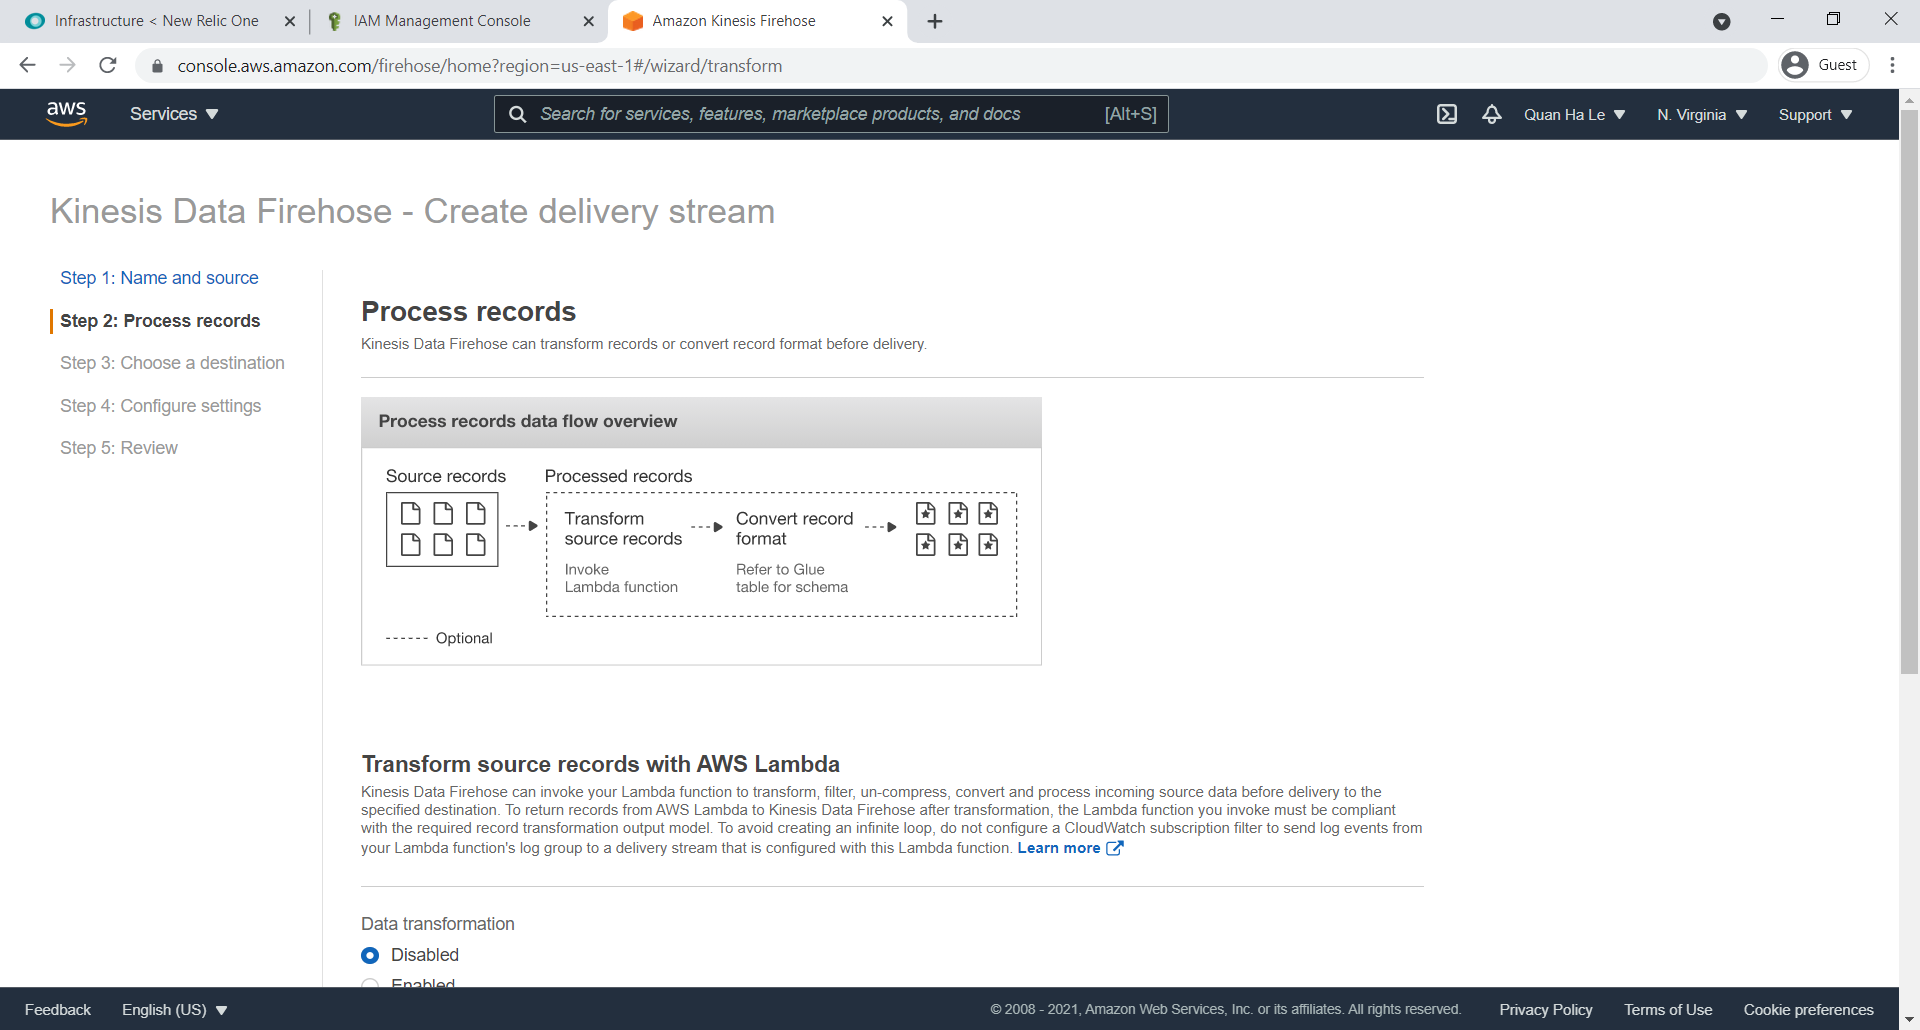 Infrastructure < New Relic One
IAM Management Console
Amazon Kinesis Firehose
console.aws.amazon.com/firehose/home?region=us-east-1#/wizard/transform
Guest
aws
Services
Search for services, features, marketplace products, and docs
[Alt+S]
Quan Ha Le
N. Virginia
Support
Kinesis Data Firehose - Create delivery stream
Step 1: Name and source
Step 2: Process records
Step 3: Choose a destination
Step 4: Configure settings
Step 5: Review
Process records
Kinesis Data Firehose can transform records or convert record format before delivery.
Process records data flow overview
Source records
Processed records
Transform
source records
Invoke
Lambda function
Convert record
format
Refer to Glue
table for schema
Optional
Transform source records with AWS Lambda
Kinesis Data Firehose can invoke your Lambda function to transform, filter, un-compress, convert and process incoming source data before delivery to the
specified destination. To return records from AWS Lambda to Kinesis Data Firehose after transformation, the Lambda function you invoke must be compliant
with the required record transformation output model. To avoid creating an infinite loop, do not configure a CloudWatch subscription filter to send log events from
your Lambda function's log group to a delivery stream that is configured with this Lambda function. Learn more
Data transformation
Disabled
Enabled
Feedback
English (US)
© 2008 - 2021, Amazon Web Services, Inc. or its affiliates. All rights reserved.
Privacy Policy
Terms of Use
Cookie preferences